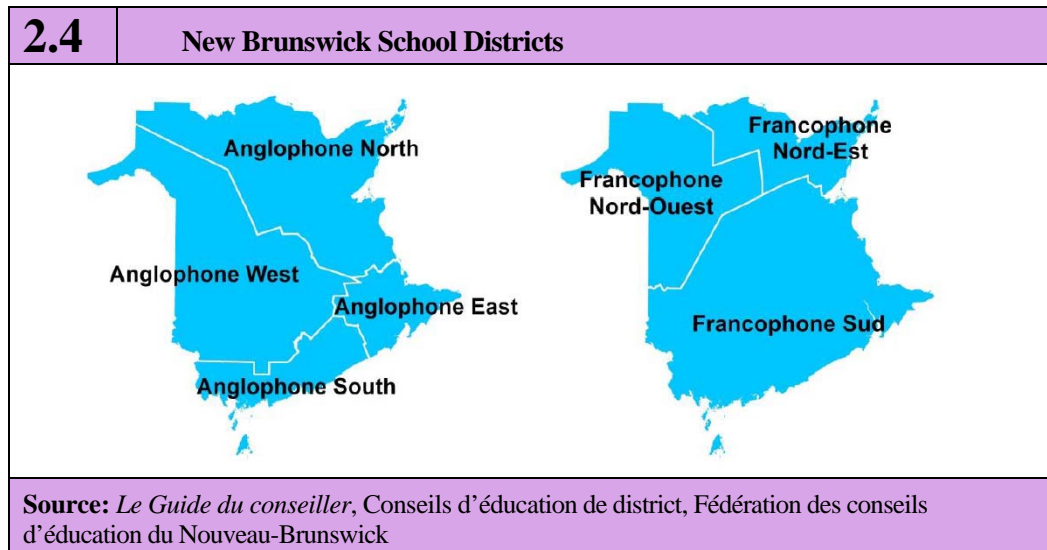 2.4 New Brunswick School Districts
Anglophone North
Anglophone West
Anglophone East
Anglophone South
Francophone
Nord-Est
Francophone
Nord-Ouest
Francophone Sud
Source: Le Guide du conseiller, Conseils d’éducation de district, Fédération des conseils
d’éducation du Nouveau-Brunswick